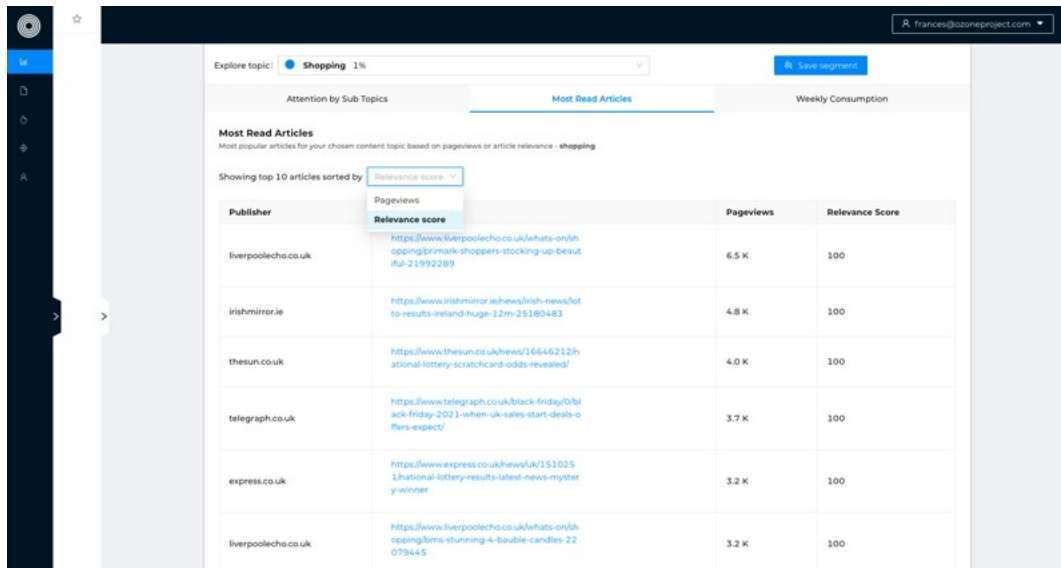 frances@ozoneproject.com
Explore topic: Shopping 1%
Save segment
Attention by Sub Topics Most Read Articles Weekly Consumption
Most Read Articles
Most popular articles for your chosen content topic based on pageviews or article relevance - shopping
Showing top 10 articles sorted by Relevance score
Pageviews
Relevance score
Publisher Pageviews Relevance Score
https://www.liverpoolecho.co.uk/whats-on/sh
liverpoolecho.co.uk opping/primark-shoppers-stocking-up-beaut 6.5 K 100
iful-21992289
https://www.irishmirror.ie/news/irish-news/lot
irishmirror.ie to-results-ireland-huge-12m-25180483 4.8 K 100
https://www.thesun.co.uk/news/16646212/n
thesun.co.uk ational-lottery-scratchcard-odds-revealed/ 4.0 K 100
https://www.telegraph.co.uk/black-friday/0/bl
telegraph.co.uk ack-friday-2021-when-uk-sales-start-deals-o 3.7 K 100
ffers-expect/
https://www.express.co.uk/news/uk/151025
express.co.uk 1/national-lottery-results-latest-news-myster 3.2 K 100
y-winner
https://www.liverpoolecho.co.uk/whats-on/sh
liverpoolecho.co.uk opping/bms-stunning-4-bauble-candles-22 3.2 K 100
079445